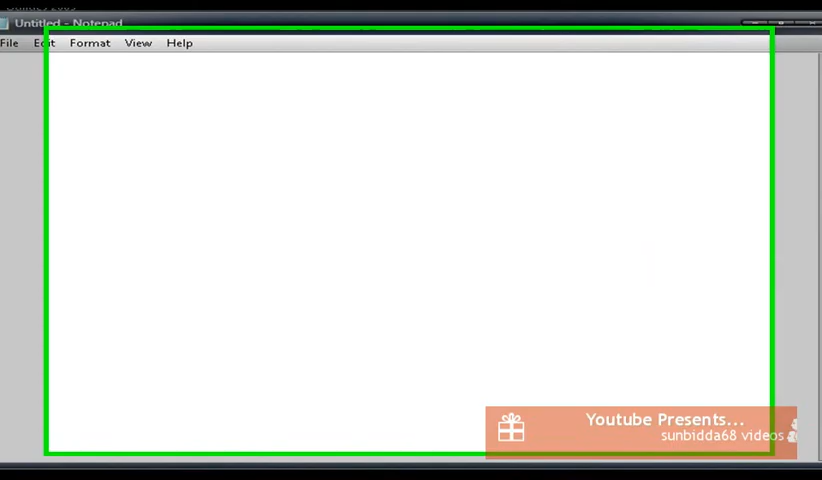 Untitled - Notepad
File Edit Format View Help
Youtube Presents...
sunbidda68 videos